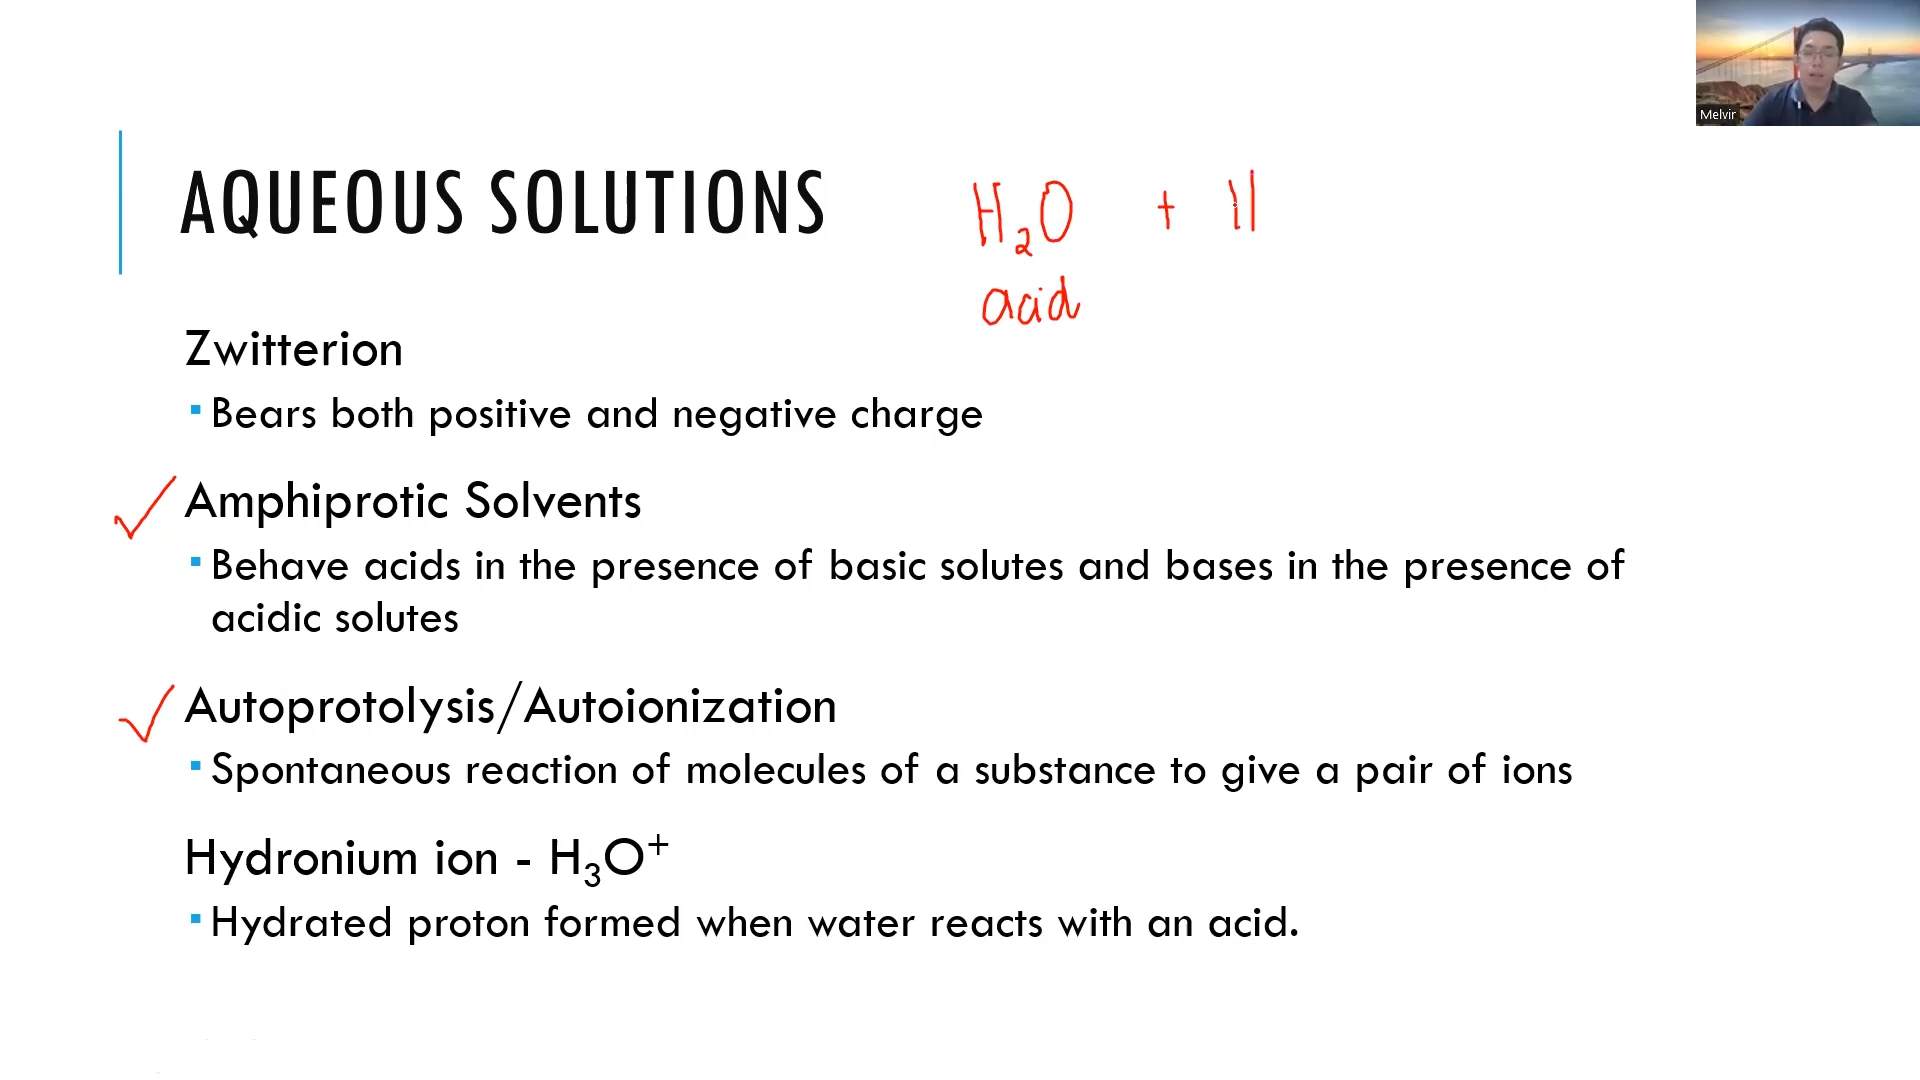 Melvir
AQUEOUS SOLUTIONS
H₂O +
acid
Zwitterion
▪ Bears both positive and negative charge
Amphiprotic Solvents
▪ Behave acids in the presence of basic solutes and bases in the presence of
acidic solutes
Autoprotolysis/Autoionization
▪ Spontaneous reaction of molecules of a substance to give a pair of ions
Hydronium ion - H₃O⁺
▪ Hydrated proton formed when water reacts with an acid.